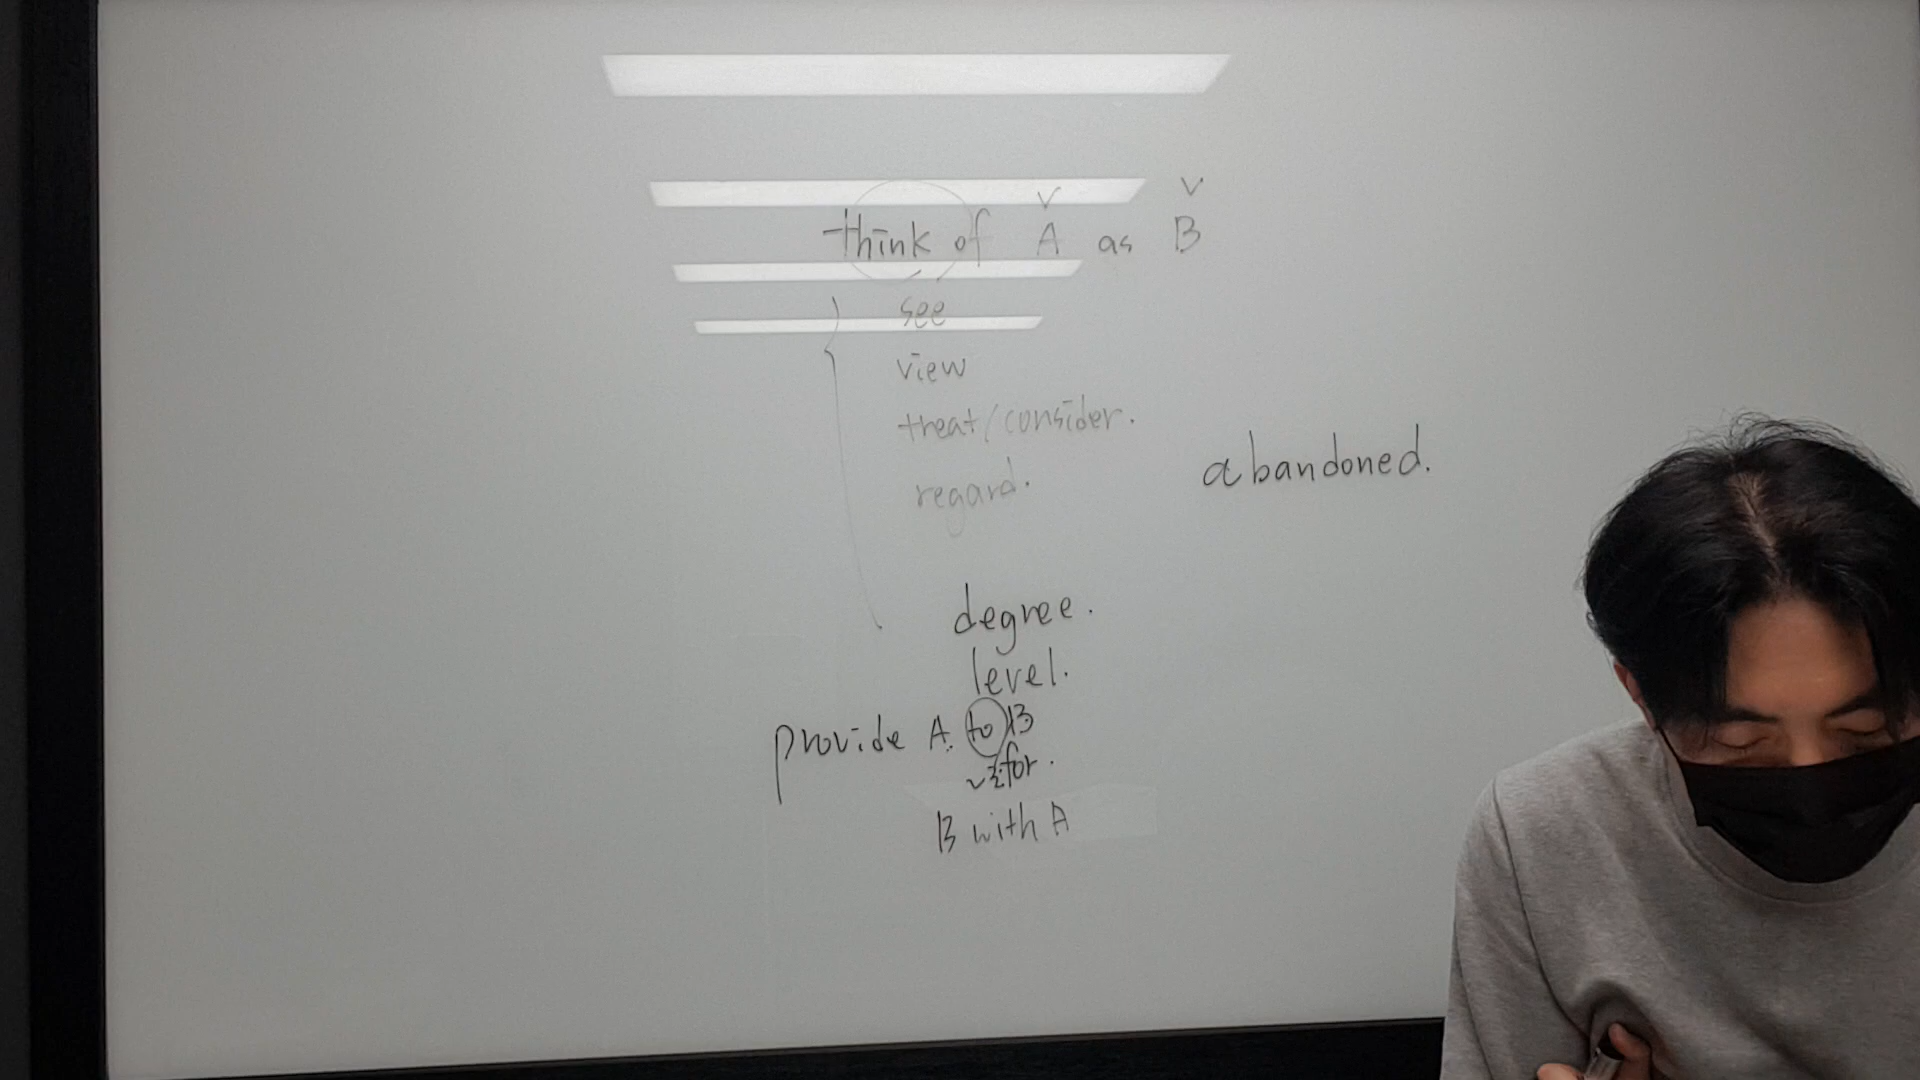 v v
think of A as B
see
view
treat/consider.
regard.
abandoned.
degree.
level.
provide A to B
for.
B with A